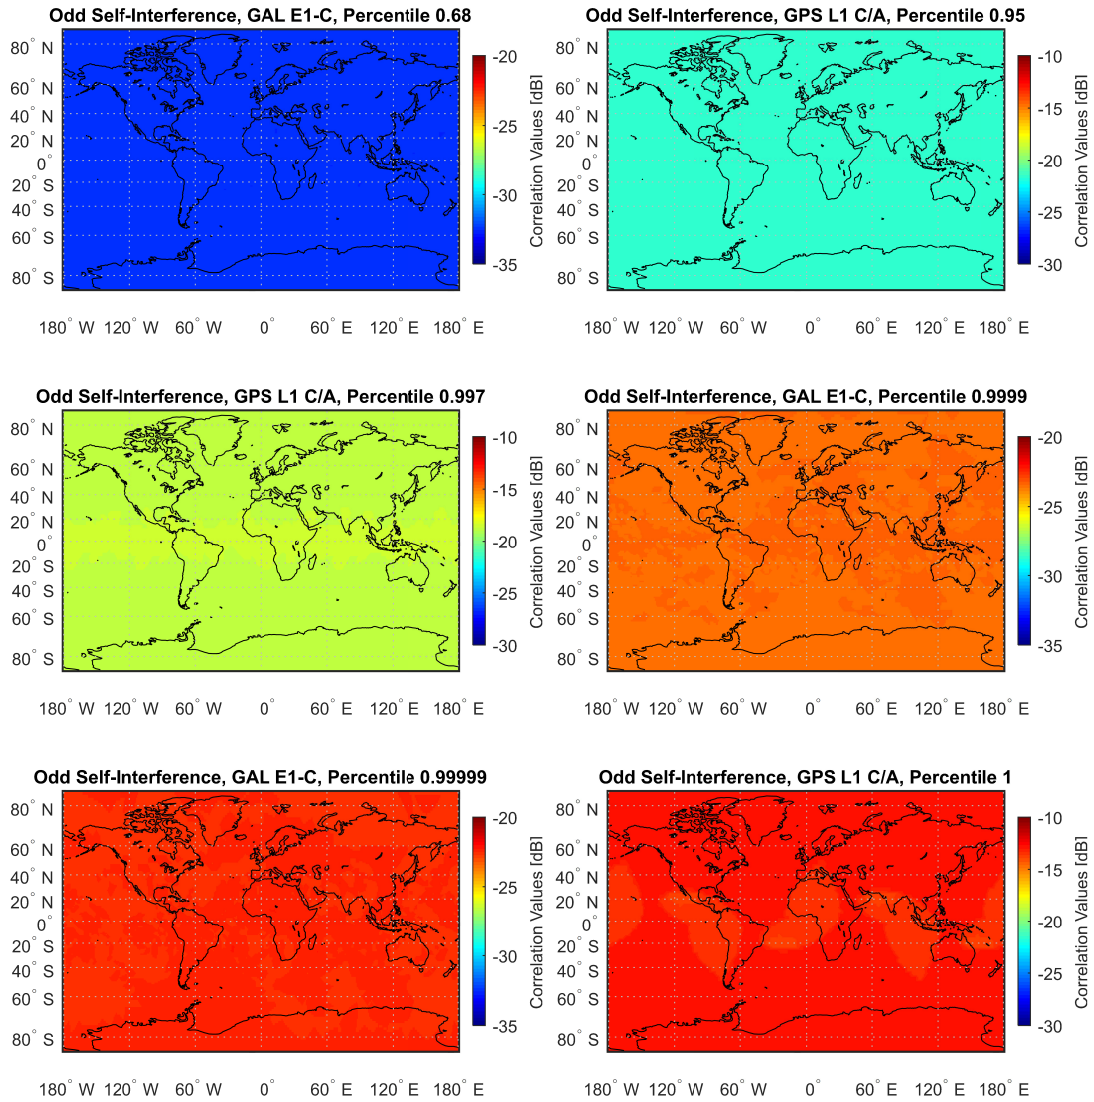 Odd Self-Interference, GAL E1-C, Percentile 0.68
80° N
60° N
40° N
20° N
0°
20° S
40° S
60° S
80° S
180° W 120° W 60° W 0° 60° E 120° E 180° E
-20
-25
-30
-35
Correlation Values [dB]
Odd Self-Interference, GPS L1 C/A, Percentile 0.95
80° N
60° N
40° N
20° N
0°
20° S
40° S
60° S
80° S
180° W 120° W 60° W 0° 60° E 120° E 180° E
-10
-15
-20
-25
-30
Correlation Values [dB]
Odd Self-Interference, GPS L1 C/A, Percentile 0.997
80° N
60° N
40° N
20° N
0°
20° S
40° S
60° S
80° S
180° W 120° W 60° W 0° 60° E 120° E 180° E
-10
-15
-20
-25
-30
Correlation Values [dB]
Odd Self-Interference, GAL E1-C, Percentile 0.9999
80° N
60° N
40° N
20° N
0°
20° S
40° S
60° S
80° S
180° W 120° W 60° W 0° 60° E 120° E 180° E
-20
-25
-30
-35
Correlation Values [dB]
Odd Self-Interference, GAL E1-C, Percentile 0.99999
80° N
60° N
40° N
20° N
0°
20° S
40° S
60° S
80° S
180° W 120° W 60° W 0° 60° E 120° E 180° E
-20
-25
-30
-35
Correlation Values [dB]
Odd Self-Interference, GPS L1 C/A, Percentile 1
80° N
60° N
40° N
20° N
0°
20° S
40° S
60° S
80° S
180° W 120° W 60° W 0° 60° E 120° E 180° E
-10
-15
-20
-25
-30
Correlation Values [dB]